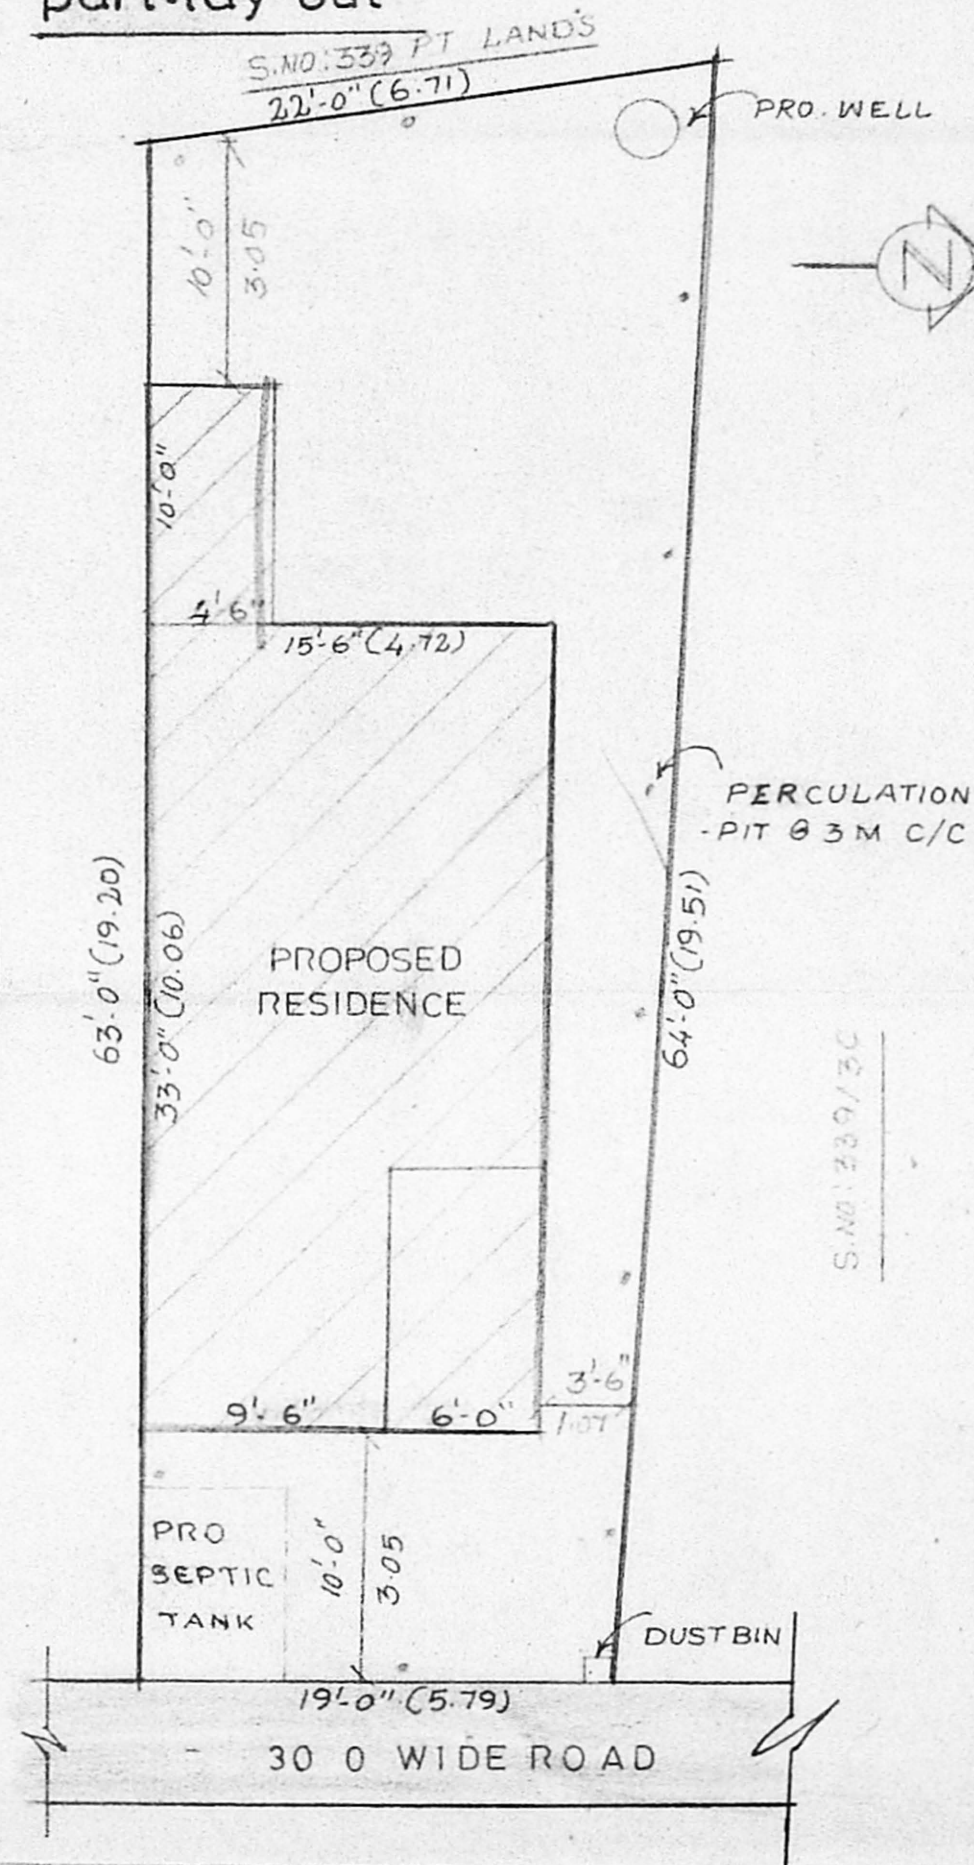 S.NO:339 PT LANDS
22'-0" (6.71)
PRO. WELL
10'-0"
3.05
N
10'-0"
4'6"
15'-6" (4.72)
PERCULATION
-PIT @ 3M C/C
63'-0" (19.20)
33'-0" (10.06)
PROPOSED
RESIDENCE
64'-0" (19.51)
S.NO:339/3C
3'-6"
1.07
9'-6"
6'-0"
PRO
SEPTIC
TANK
10'-0"
3.05
DUSTBIN
19'-0" (5.79)
30 0 WIDE ROAD